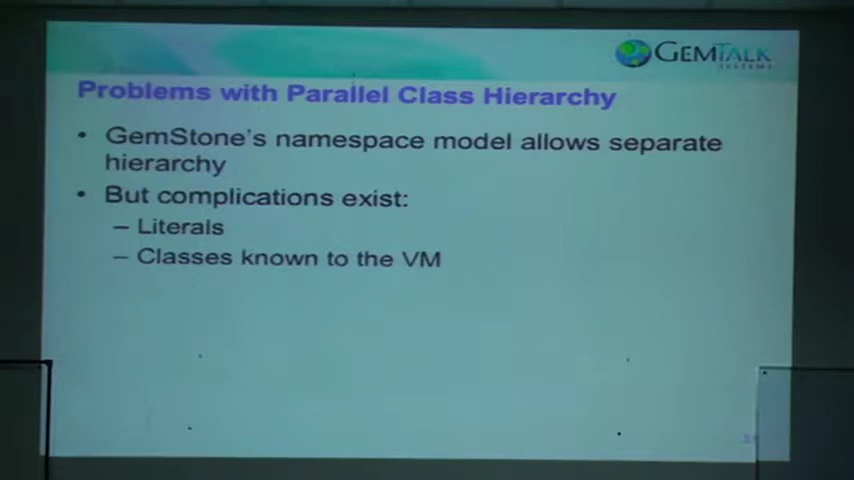 GEMTALK
SYSTEMS
Problems with Parallel Class Hierarchy
• GemStone's namespace model allows separate
hierarchy
• But complications exist:
– Literals
– Classes known to the VM